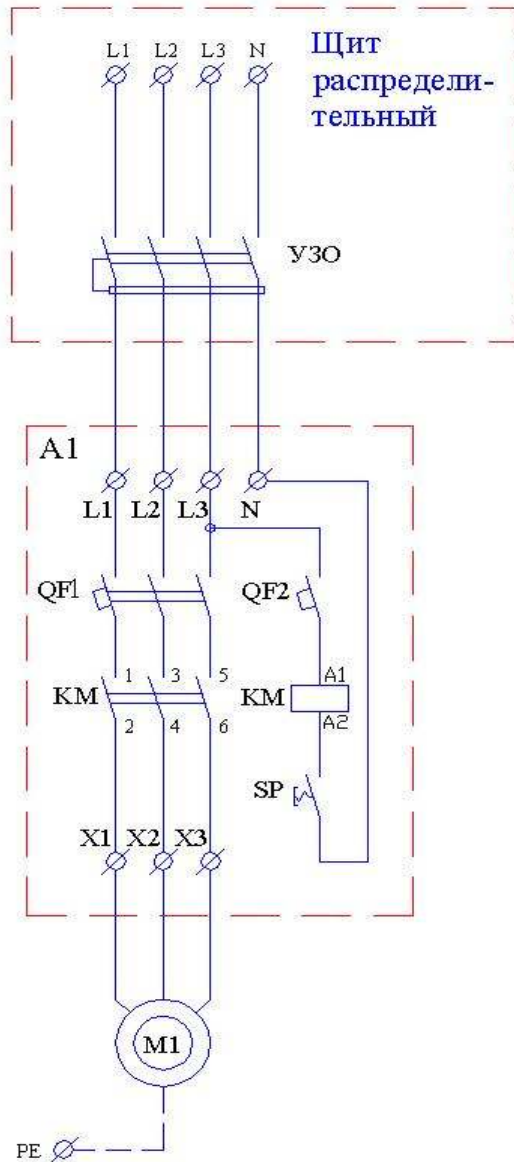 L1 L2 L3 N
Щит
распредели-
тельный
УЗО
A1
L1 L2 L3 N
QF1 QF2
1 3 5
KM KM A1
2 4 6 A2
SP
X1 X2 X3
M1
PE